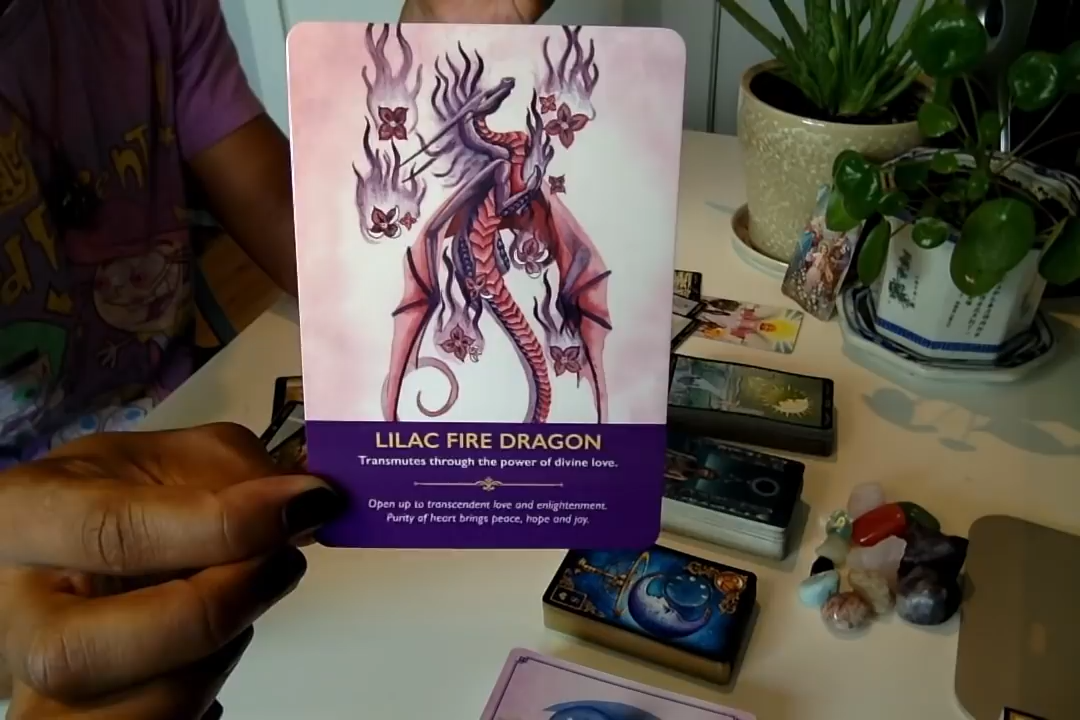 LILAC FIRE DRAGON
Transmutes through the power of divine love.
Open up to transcendent love and enlightenment.
Purity of heart brings peace, hope and joy.